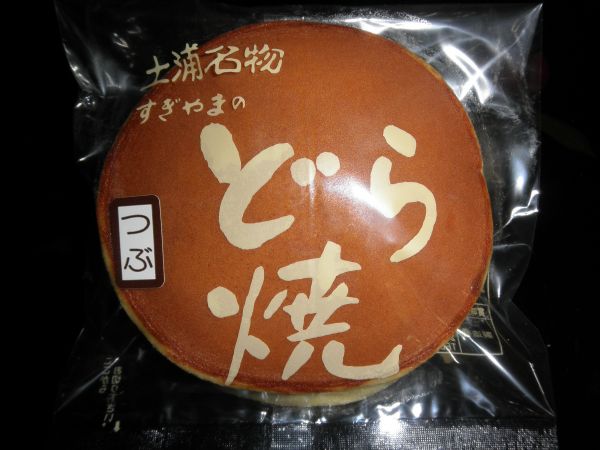 土浦名物
すぎやまの
どら
焼
つぶ